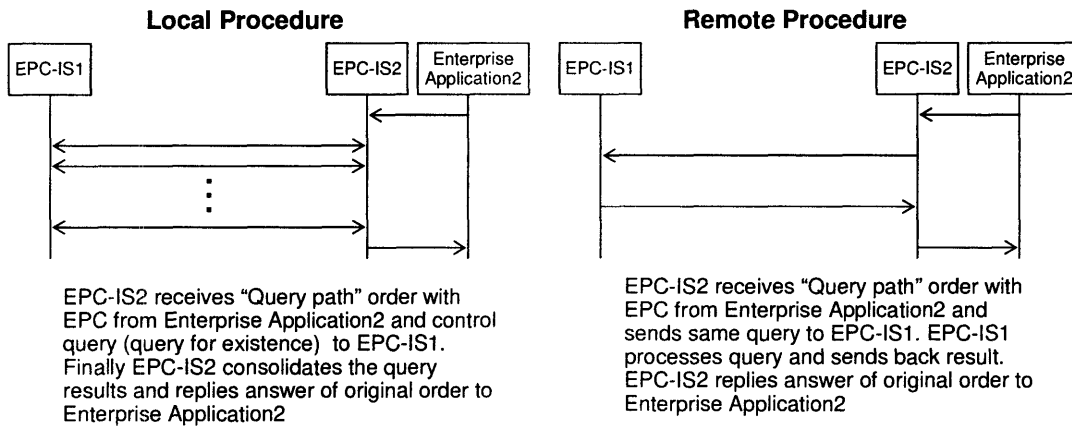 Local Procedure
EPC-IS1
EPC-IS2
Enterprise
Application2
EPC-IS2 receives “Query path” order with
EPC from Enterprise Application2 and control
query (query for existence) to EPC-IS1.
Finally EPC-IS2 consolidates the query
results and replies answer of original order to
Enterprise Application2
Remote Procedure
EPC-IS1
EPC-IS2
Enterprise
Application2
EPC-IS2 receives “Query path” order with
EPC from Enterprise Application2 and
sends same query to EPC-IS1. EPC-IS1
processes query and sends back result.
EPC-IS2 replies answer of original order to
Enterprise Application2